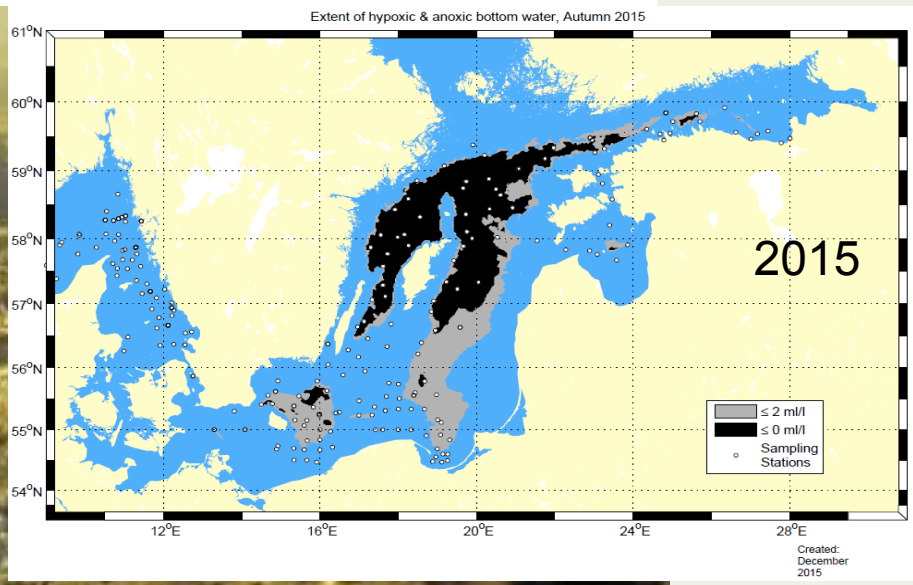 Extent of hypoxic & anoxic bottom water, Autumn 2015
61°N
60°N
59°N
58°N
57°N
56°N
55°N
54°N
2015
≤ 2 ml/l
≤ 0 ml/l
Sampling
Stations
12°E
16°E
20°E
24°E
28°E
Created:
December
2015